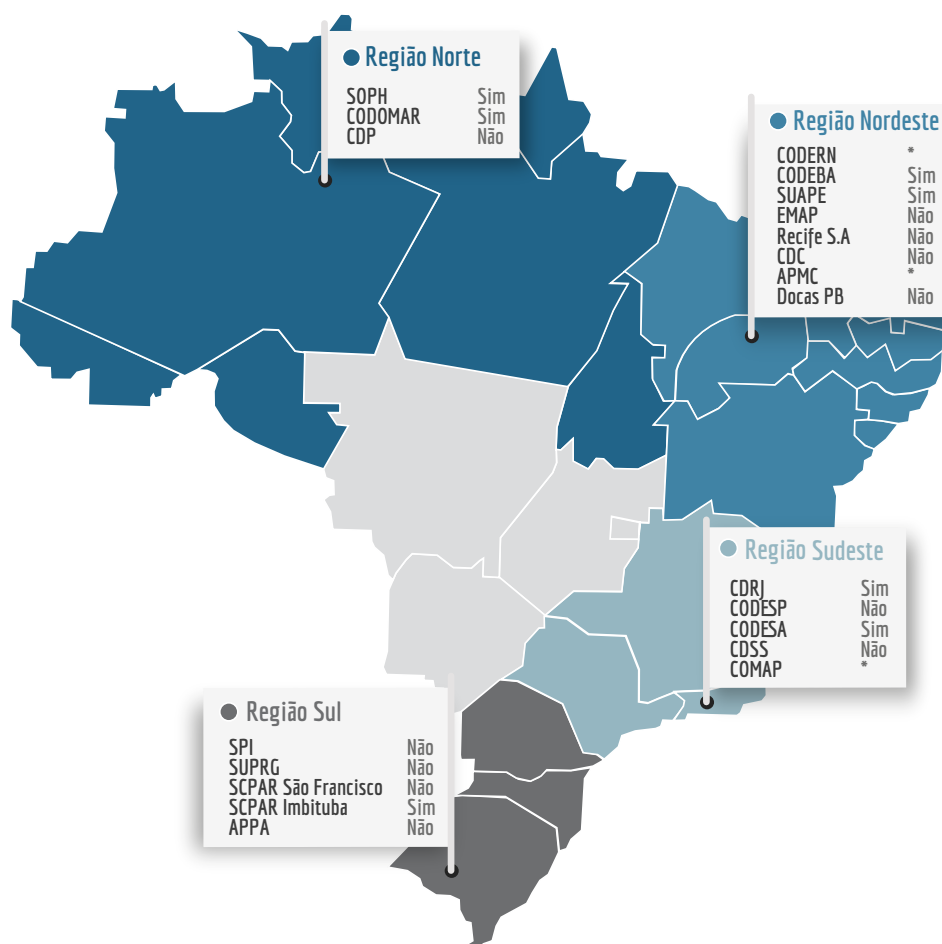 Região Norte
SOPH Sim
CODOMAR Sim
CDP Não
Região Nordeste
CODERN *
CODEBA Sim
SUAPE Sim
EMAP Não
Recife S.A Não
CDC Não
APMC *
Docas PB Não
Região Sudeste
CDRJ Sim
CODESP Não
CODESA Sim
CDSS Não
COMAP *
Região Sul
SPI Não
SUPRG Não
SCPAR São Francisco Não
SCPAR Imbituba Sim
APPA Não